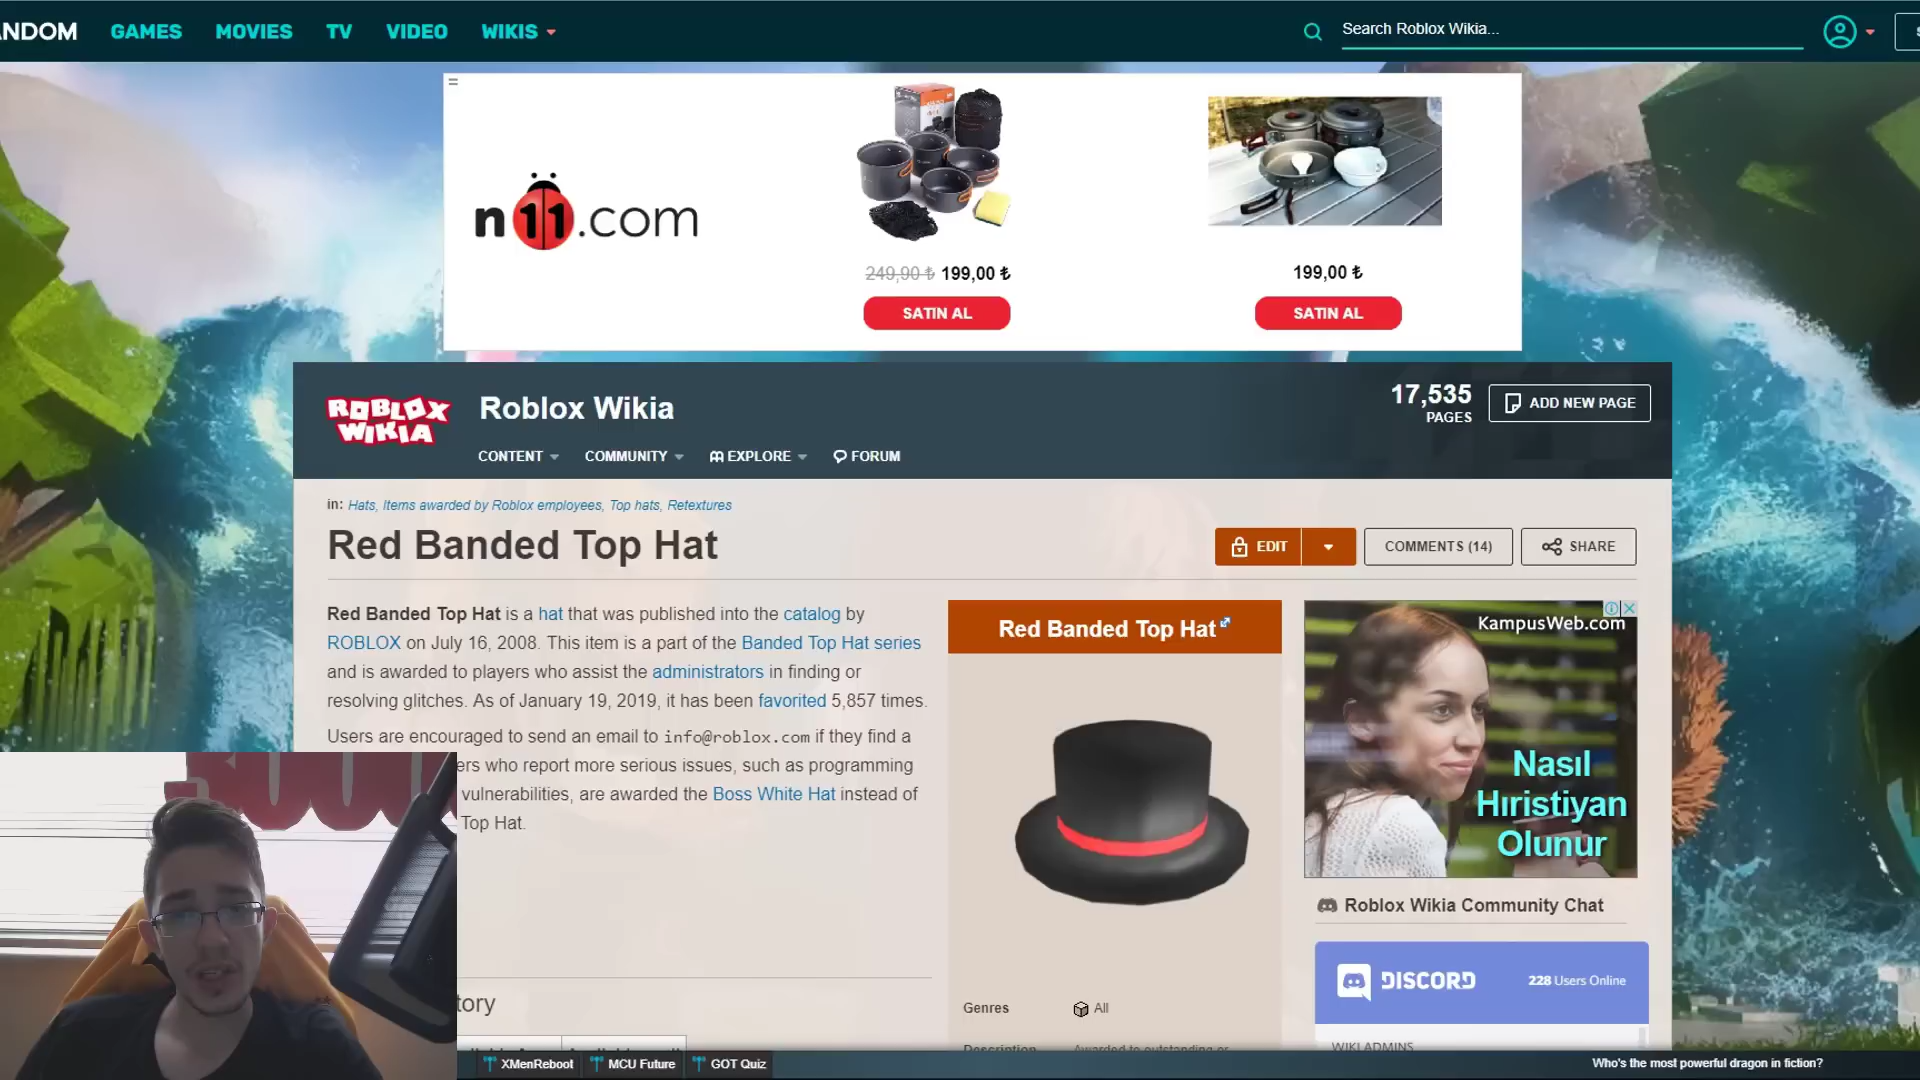 ANDOM GAMES MOVIES TV VIDEO WIKIS Search Roblox Wikia...
n11.com
249,90 ₺ 199,00 ₺
SATIN AL
199,00 ₺
SATIN AL
ROBLOX
WIKIA
Roblox Wikia
17,535
PAGES
ADD NEW PAGE
CONTENT COMMUNITY EXPLORE FORUM
in: Hats, Items awarded by Roblox employees, Top hats, Retextures
Red Banded Top Hat
EDIT
COMMENTS (14)
SHARE
Red Banded Top Hat is a hat that was published into the catalog by
ROBLOX on July 16, 2008. This item is a part of the Banded Top Hat series
and is awarded to players who assist the administrators in finding or
resolving glitches. As of January 19, 2019, it has been favorited 5,857 times.
Users are encouraged to send an email to info@roblox.com if they find a
ers who report more serious issues, such as programming
vulnerabilities, are awarded the Boss White Hat instead of
Top Hat.
tory
Red Banded Top Hat
Genres All
Description Awarded to outstanding or
KampusWeb.com
Nasıl
Hıristiyan
Olunur
Roblox Wikia Community Chat
DISCORD 228 Users Online
WIKI ADMINS
XMenReboot MCU Future GOT Quiz
Who's the most powerful dragon in fiction?